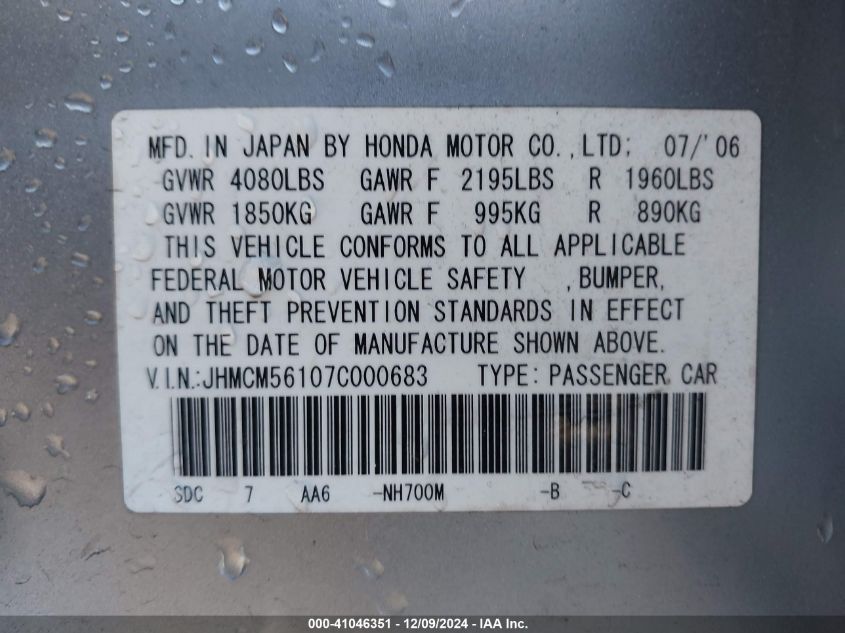 MFD. IN JAPAN BY HONDA MOTOR CO.,LTD: 07/'06
GVWR 4080LBS GAWR F 2195LBS R 1960LBS
GVWR 1850KG GAWR F 995KG R 890KG
THIS VEHICLE CONFORMS TO ALL APPLICABLE
FEDERAL MOTOR VEHICLE SAFETY , BUMPER,
AND THEFT PREVENTION STANDARDS IN EFFECT
ON THE DATE OF MANUFACTURE SHOWN ABOVE.
V.I.N.:JHMCM56107C000683 TYPE: PASSENGER CAR
SDC 7 AA6 -NH700M -B -C
000-41046351 - 12/09/2024 - IAA Inc.